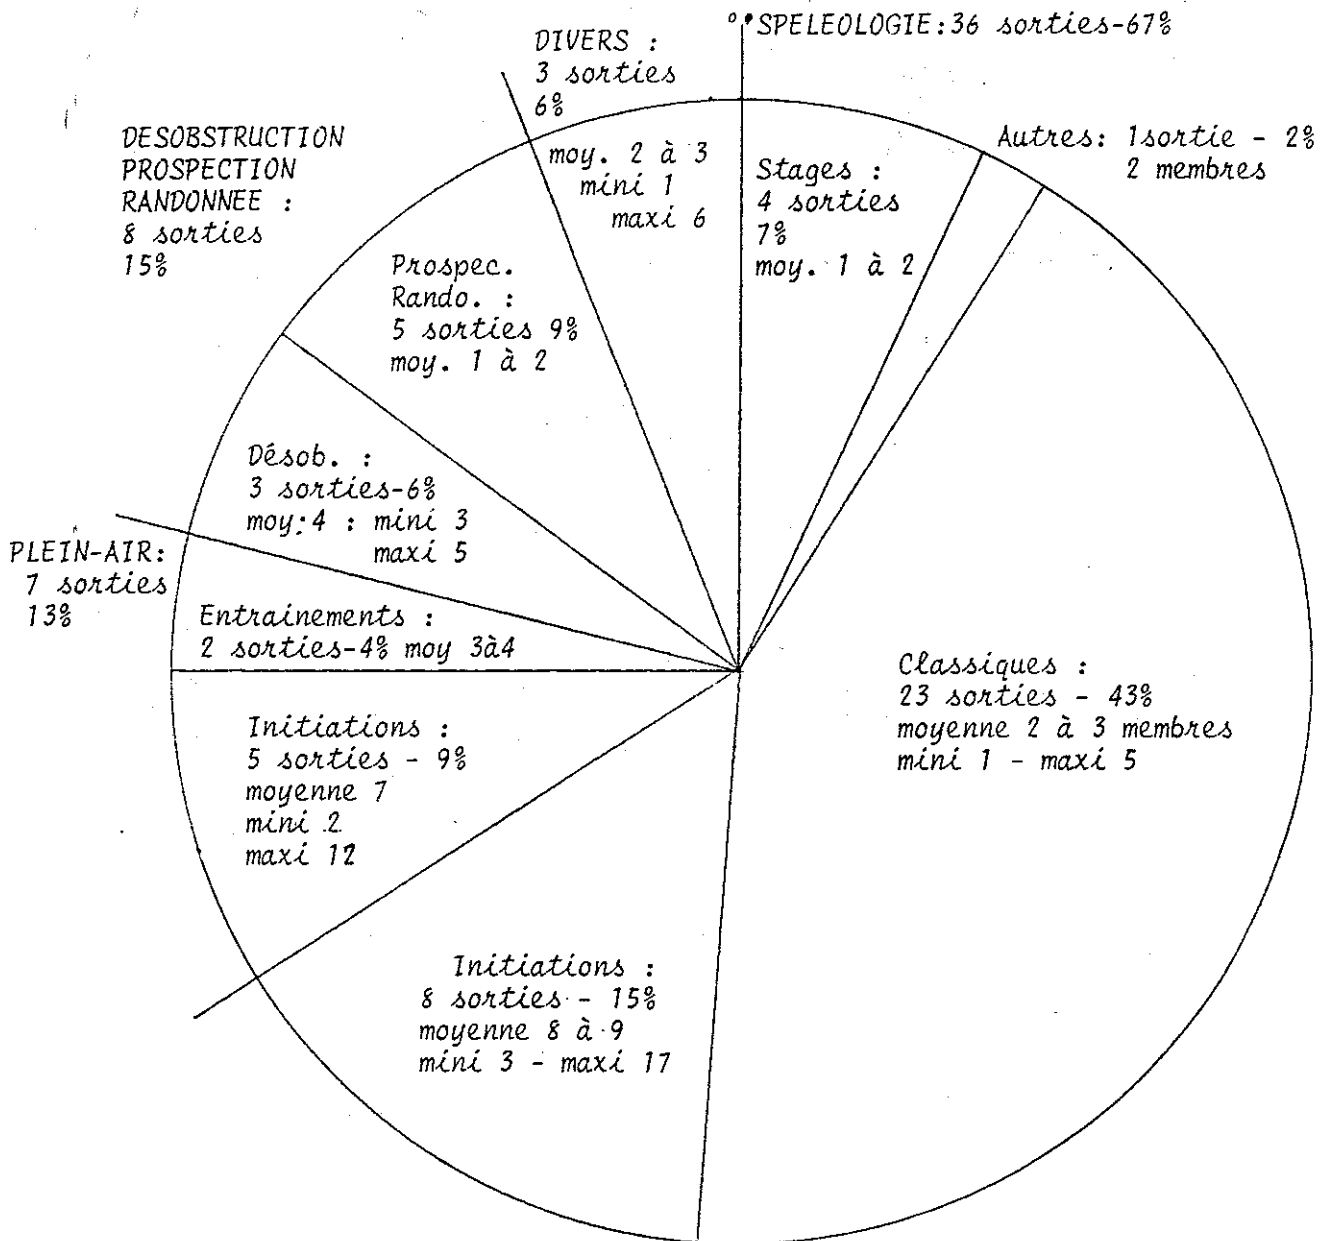 SPELEOLOGIE:36 sorties-67%
DIVERS :
3 sorties
6%
moy. 2 à 3
mini 1
maxi 6
Stages :
4 sorties
7%
moy. 1 à 2
Autres: 1sortie - 2%
2 membres
DESOBSTRUCTION
PROSPECTION
RANDONNEE :
8 sorties
15%
Prospec.
Rando. :
5 sorties 9%
moy. 1 à 2
Désob. :
3 sorties-6%
moy:4 : mini 3
maxi 5
PLEIN-AIR:
7 sorties
13%
Entrainements :
2 sorties-4% moy 3à4
Classiques :
23 sorties - 43%
moyenne 2 à 3 membres
mini 1 - maxi 5
Initiations :
5 sorties - 9%
moyenne 7
mini 2
maxi 12
Initiations :
8 sorties - 15%
moyenne 8 à 9
mini 3 - maxi 17